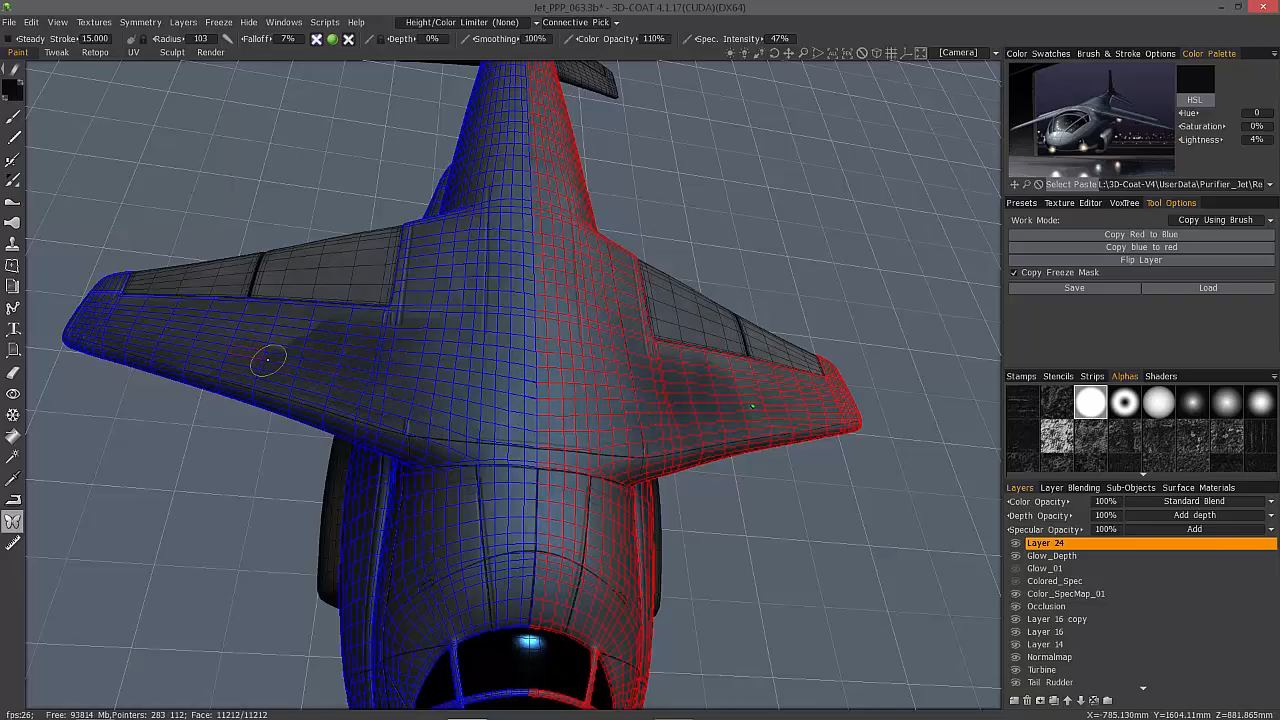 Jet_PPP_063.3b* - 3D-COAT 4.1.17(CUDA)(DX64)
File Edit View Textures Symmetry Layers Freeze Hide Windows Scripts Help Height/Color Limiter (None) Connective Pick
Steady Stroke 15.000 Radius 103 Falloff 7% Depth 0% Smoothing 100% Color Opacity 110% Spec. Intensity 47%
Paint Tweak Retopo UV Sculpt Render [Camera]
Color Swatches Brush & Stroke Options Color Palette
HSL
Hue 0
Saturation 0%
Lightness 4%
Select Paste L:\3D-Coat-V4\UserData\Purifier_Jet\Re
Presets Texture Editor VoxTree Tool Options
Work Mode: Copy Using Brush
Copy Red to Blue
Copy blue to red
Flip Layer
Copy Freeze Mask
Save Load
Stamps Stencils Strips Alphas Shaders
Layers Layer Blending Sub-Objects Surface Materials
Color Opacity 100% Standard Blend
Depth Opacity 100% Add depth
Specular Opacity 100% Add
Layer 24
Glow_Depth
Glow_01
Colored_Spec
Color_SpecMap_01
Occlusion
Layer 16 copy
Layer 16
Layer 14
Normalmap
Turbine
Tail Rudder
fps:26; Free: 93814 Mb,Pointers: 283 112; Face: 11212/11212 X=-785.130mm Y=1604.11mm Z=881.865mm